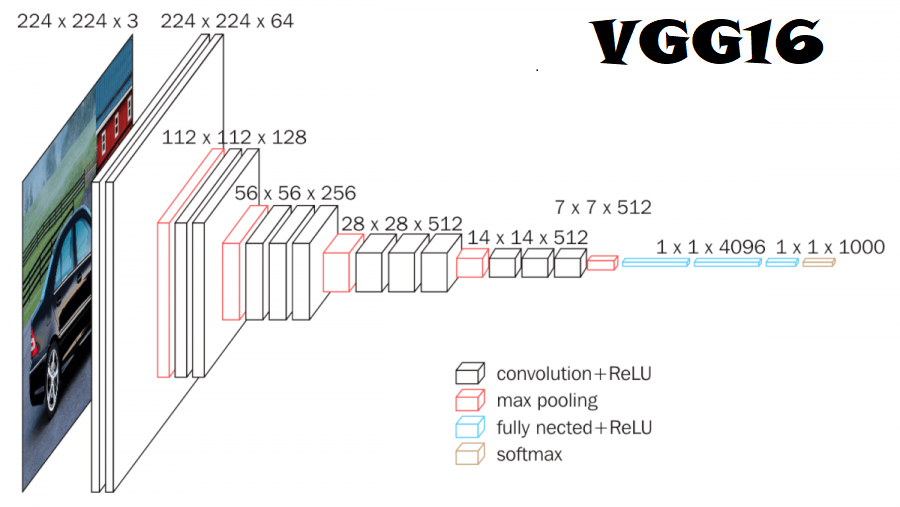 224 x 224 x 3
224 x 224 x 64
VGG16
112 x 112 x 128
56 x 56 x 256
28 x 28 x 512
14 x 14 x 512
7 x 7 x 512
1 x 1 x 4096
1 x 1 x 1000
convolution+ReLU
max pooling
fully nected+ReLU
softmax